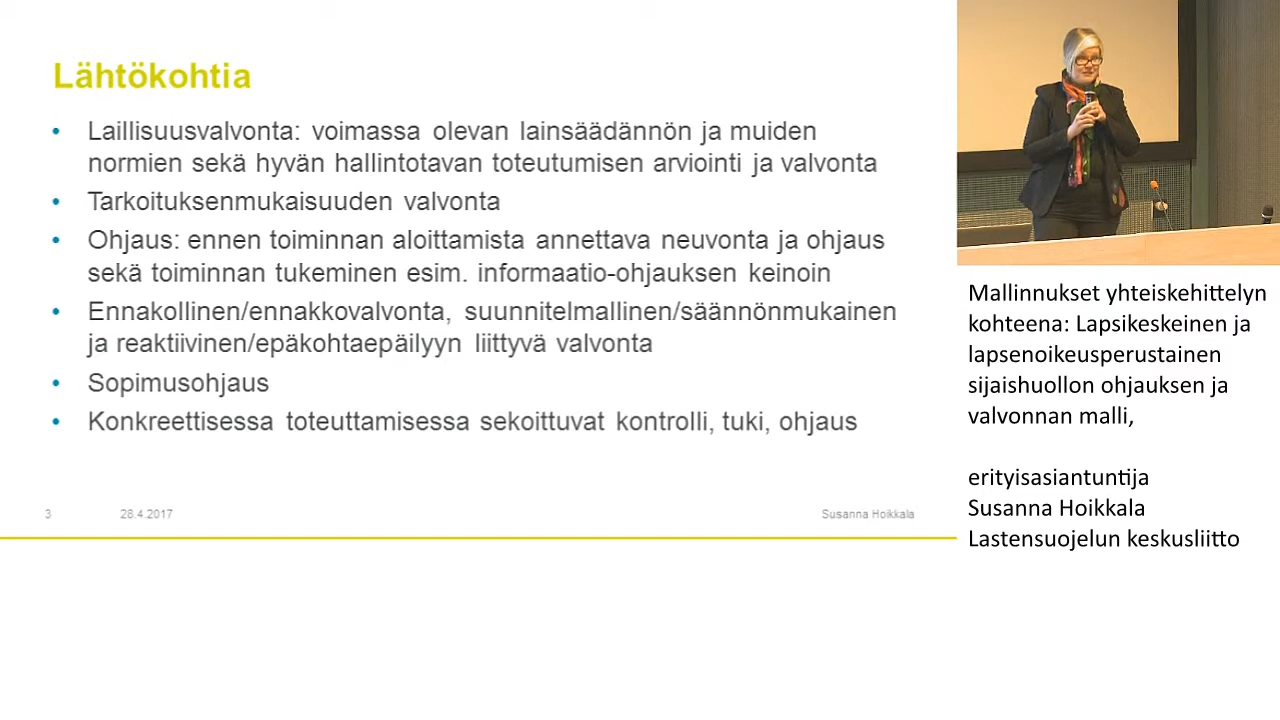 Lähtökohtia
• Laillisuusvalvonta: voimassa olevan lainsäädännön ja muiden
normien sekä hyvän hallintotavan toteutumisen arviointi ja valvonta
• Tarkoituksenmukaisuuden valvonta
• Ohjaus: ennen toiminnan aloittamista annettava neuvonta ja ohjaus
sekä toiminnan tukeminen esim. informaatio-ohjauksen keinoin
• Ennakollinen/ennakkovalvonta, suunnitelmallinen/säännönmukainen
ja reaktiivinen/epäkohtaepäilyyn liittyvä valvonta
• Sopimusohjaus
• Konkreettisessa toteuttamisessa sekoittuvat kontrolli, tuki, ohjaus
3 28.4.2017 Susanna Hoikkala
Mallinnukset yhteiskehittelyn
kohteena: Lapsikeskeinen ja
lapsenoikeusperustainen
sijaishuollon ohjauksen ja
valvonnan malli,
erityisasiantuntija
Susanna Hoikkala
Lastensuojelun keskusliitto